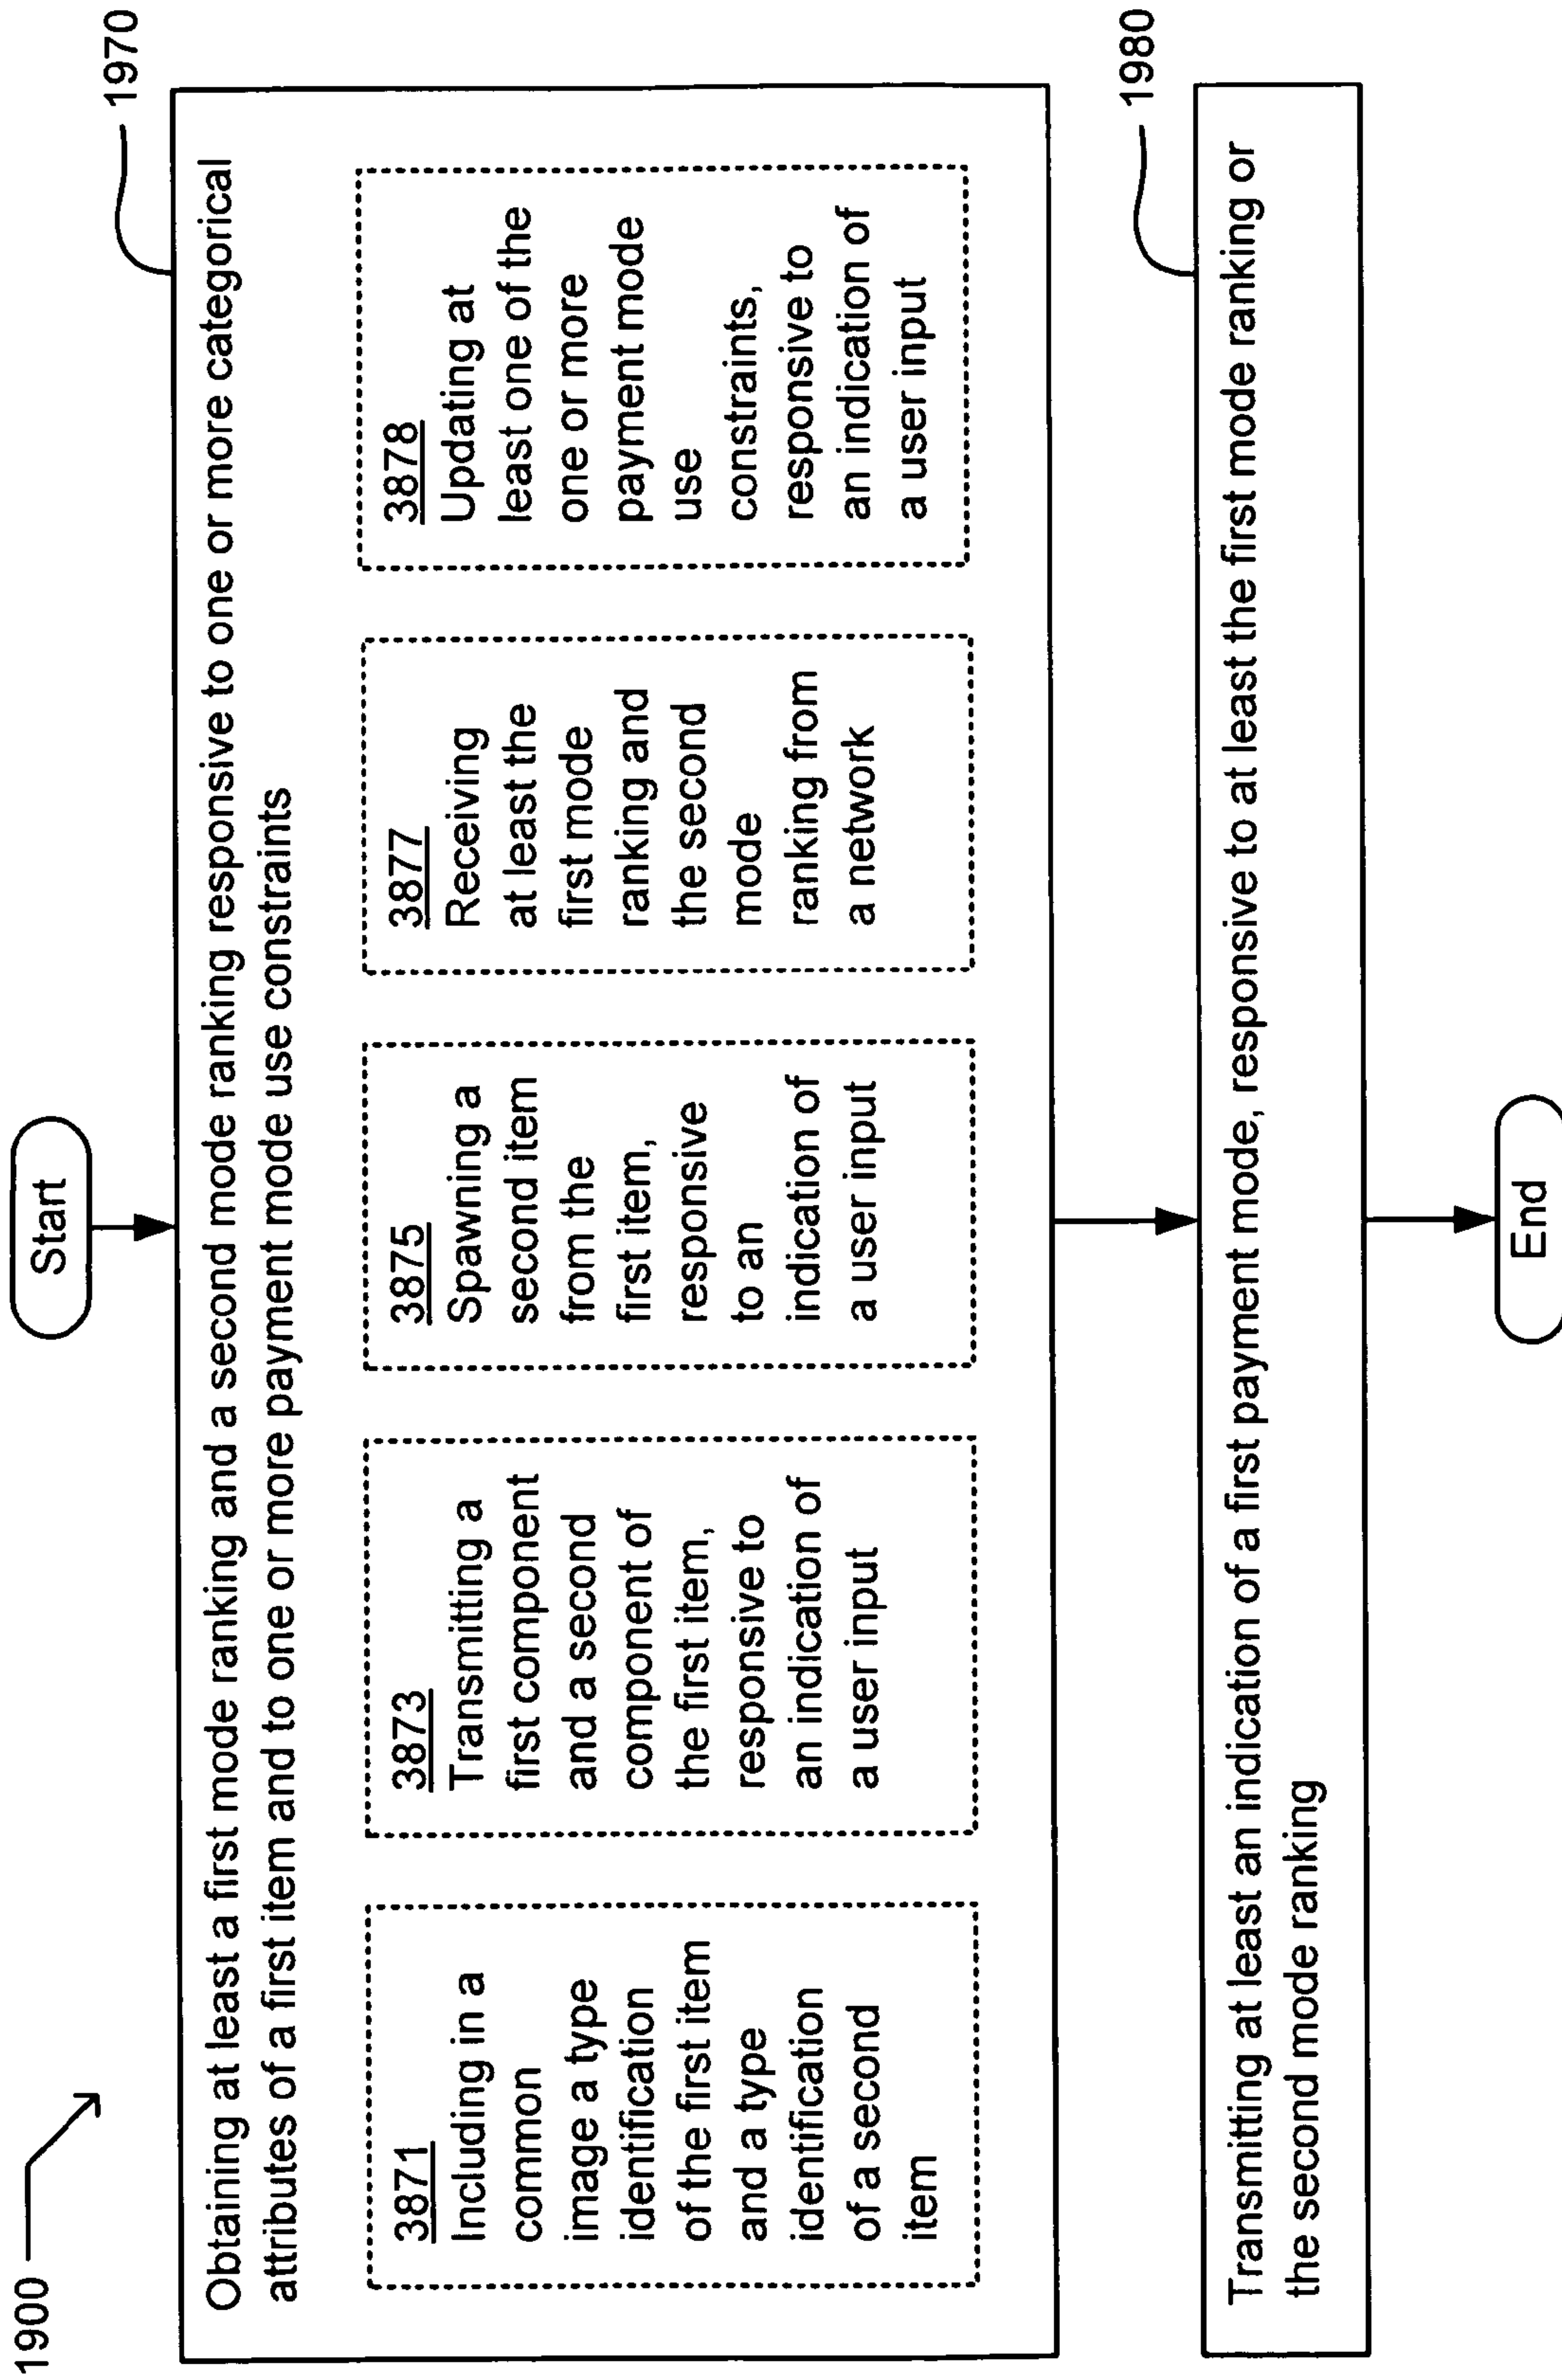 1900
Start
1970
Obtaining at least a first mode ranking and a second mode ranking responsive to one or more categorical
attributes of a first item and to one or more payment mode use constraints
3871
Including in a
common
image a type
identification
of the first item
and a type
identification
of a second
item
3873
Transmitting a
first component
and a second
component of
the first item,
responsive to
an indication of
a user input
3875
Spawning a
second item
from the
first item,
responsive
to an
indication of
a user input
3877
Receiving
at least the
first mode
ranking and
the second
mode
ranking from
a network
3878
Updating at
least one of the
one or more
payment mode
use
constraints,
responsive to
an indication of
a user input
1980
Transmitting at least an indication of a first payment mode, responsive to at least the first mode ranking or
the second mode ranking
End